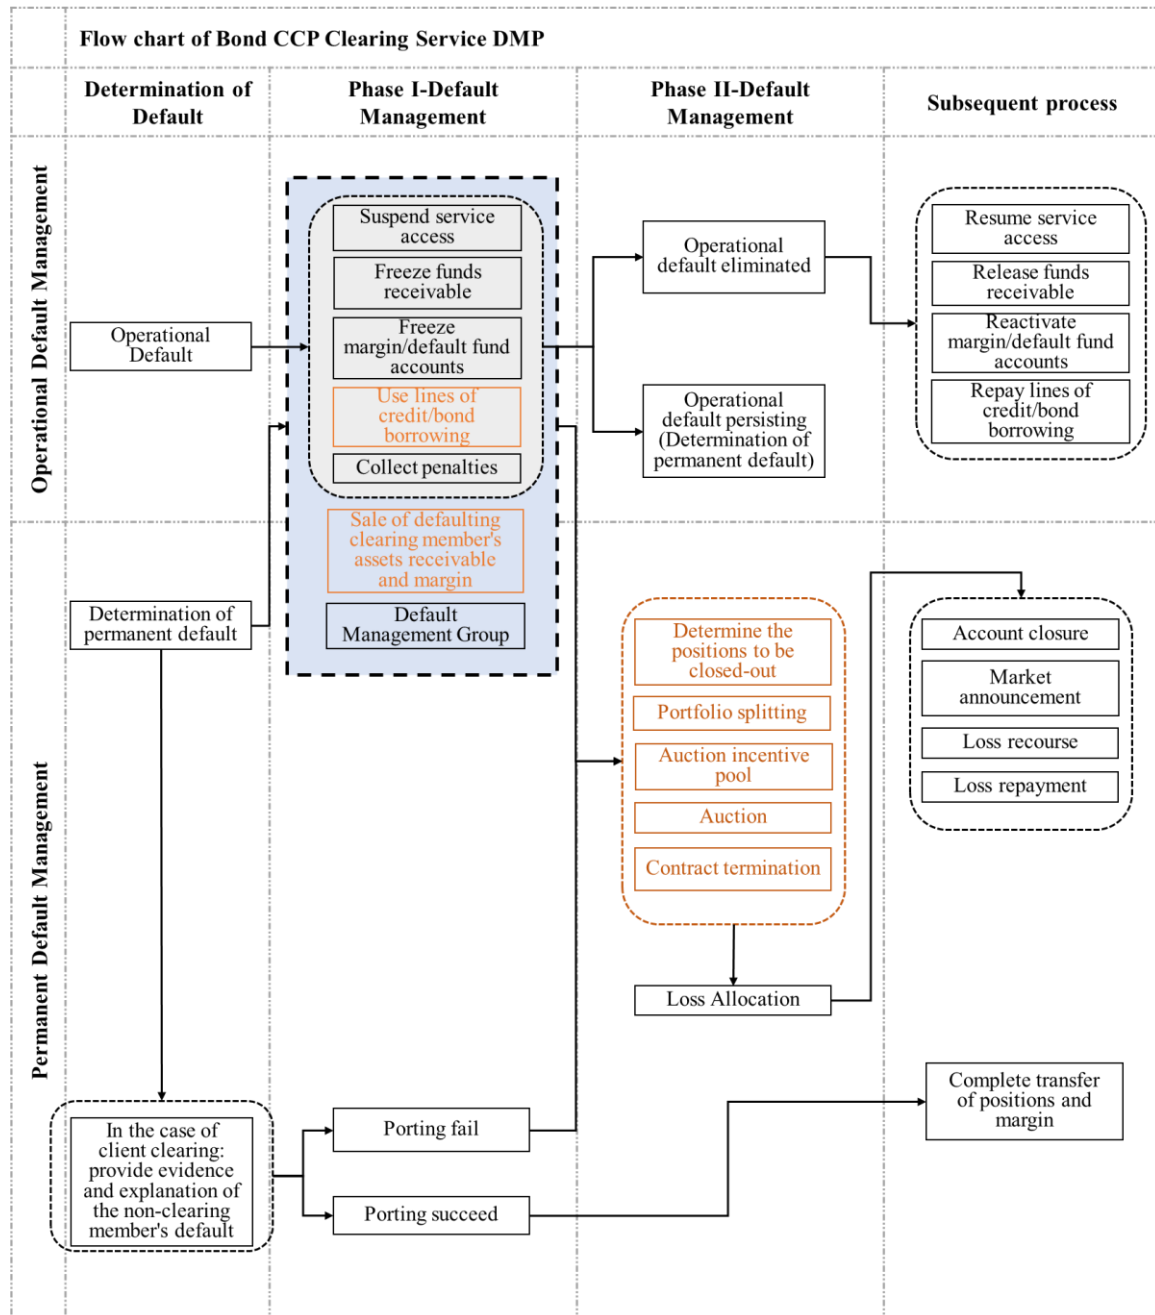 Flow chart of Bond CCP Clearing Service DMP
Determination of
Default
Phase I-Default
Management
Phase II-Default
Management
Subsequent process
Operational Default Management
Operational
Default
Suspend service
access
Freeze funds
receivable
Freeze
margin/default fund
accounts
Use lines of
credit/bond
borrowing
Collect penalties
Sale of defaulting
clearing member's
assets receivable
and margin
Default
Management Group
Operational
default eliminated
Operational
default persisting
(Determination of
permanent default)
Resume service
access
Release funds
receivable
Reactivate
margin/default fund
accounts
Repay lines of
credit/bond
borrowing
Permanent Default Management
Determination of
permanent default
Determine the
positions to be
closed-out
Portfolio splitting
Auction incentive
pool
Auction
Contract termination
Loss Allocation
Account closure
Market
announcement
Loss recourse
Loss repayment
In the case of
client clearing:
provide evidence
and explanation of
the non-clearing
member's default
Porting fail
Porting succeed
Complete transfer
of positions and
margin